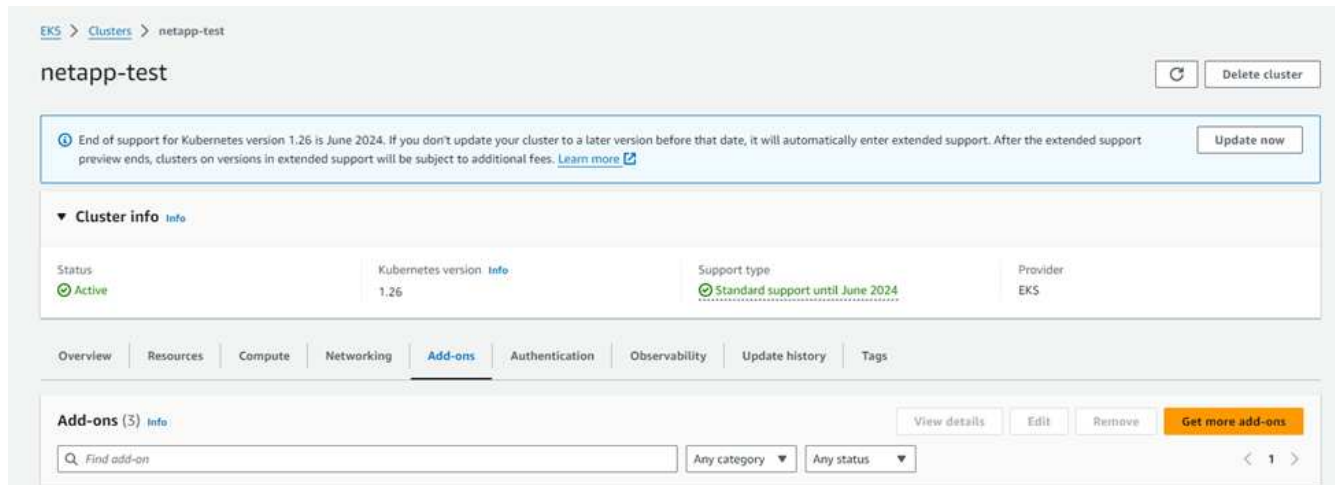 EKS > Clusters > netapp-test
netapp-test
Delete cluster
End of support for Kubernetes version 1.26 is June 2024. If you don't update your cluster to a later version before that date, it will automatically enter extended support. After the extended support
preview ends, clusters on versions in extended support will be subject to additional fees. Learn more
Update now
▼ Cluster info Info
Status
Kubernetes version Info
Support type
Provider
Active
1.26
Standard support until June 2024
EKS
Overview
Resources
Compute
Networking
Add-ons
Authentication
Observability
Update history
Tags
Add-ons (3) Info
View details
Edit
Remove
Get more add-ons
Find add-on
Any category ▼
Any status ▼
< 1 >